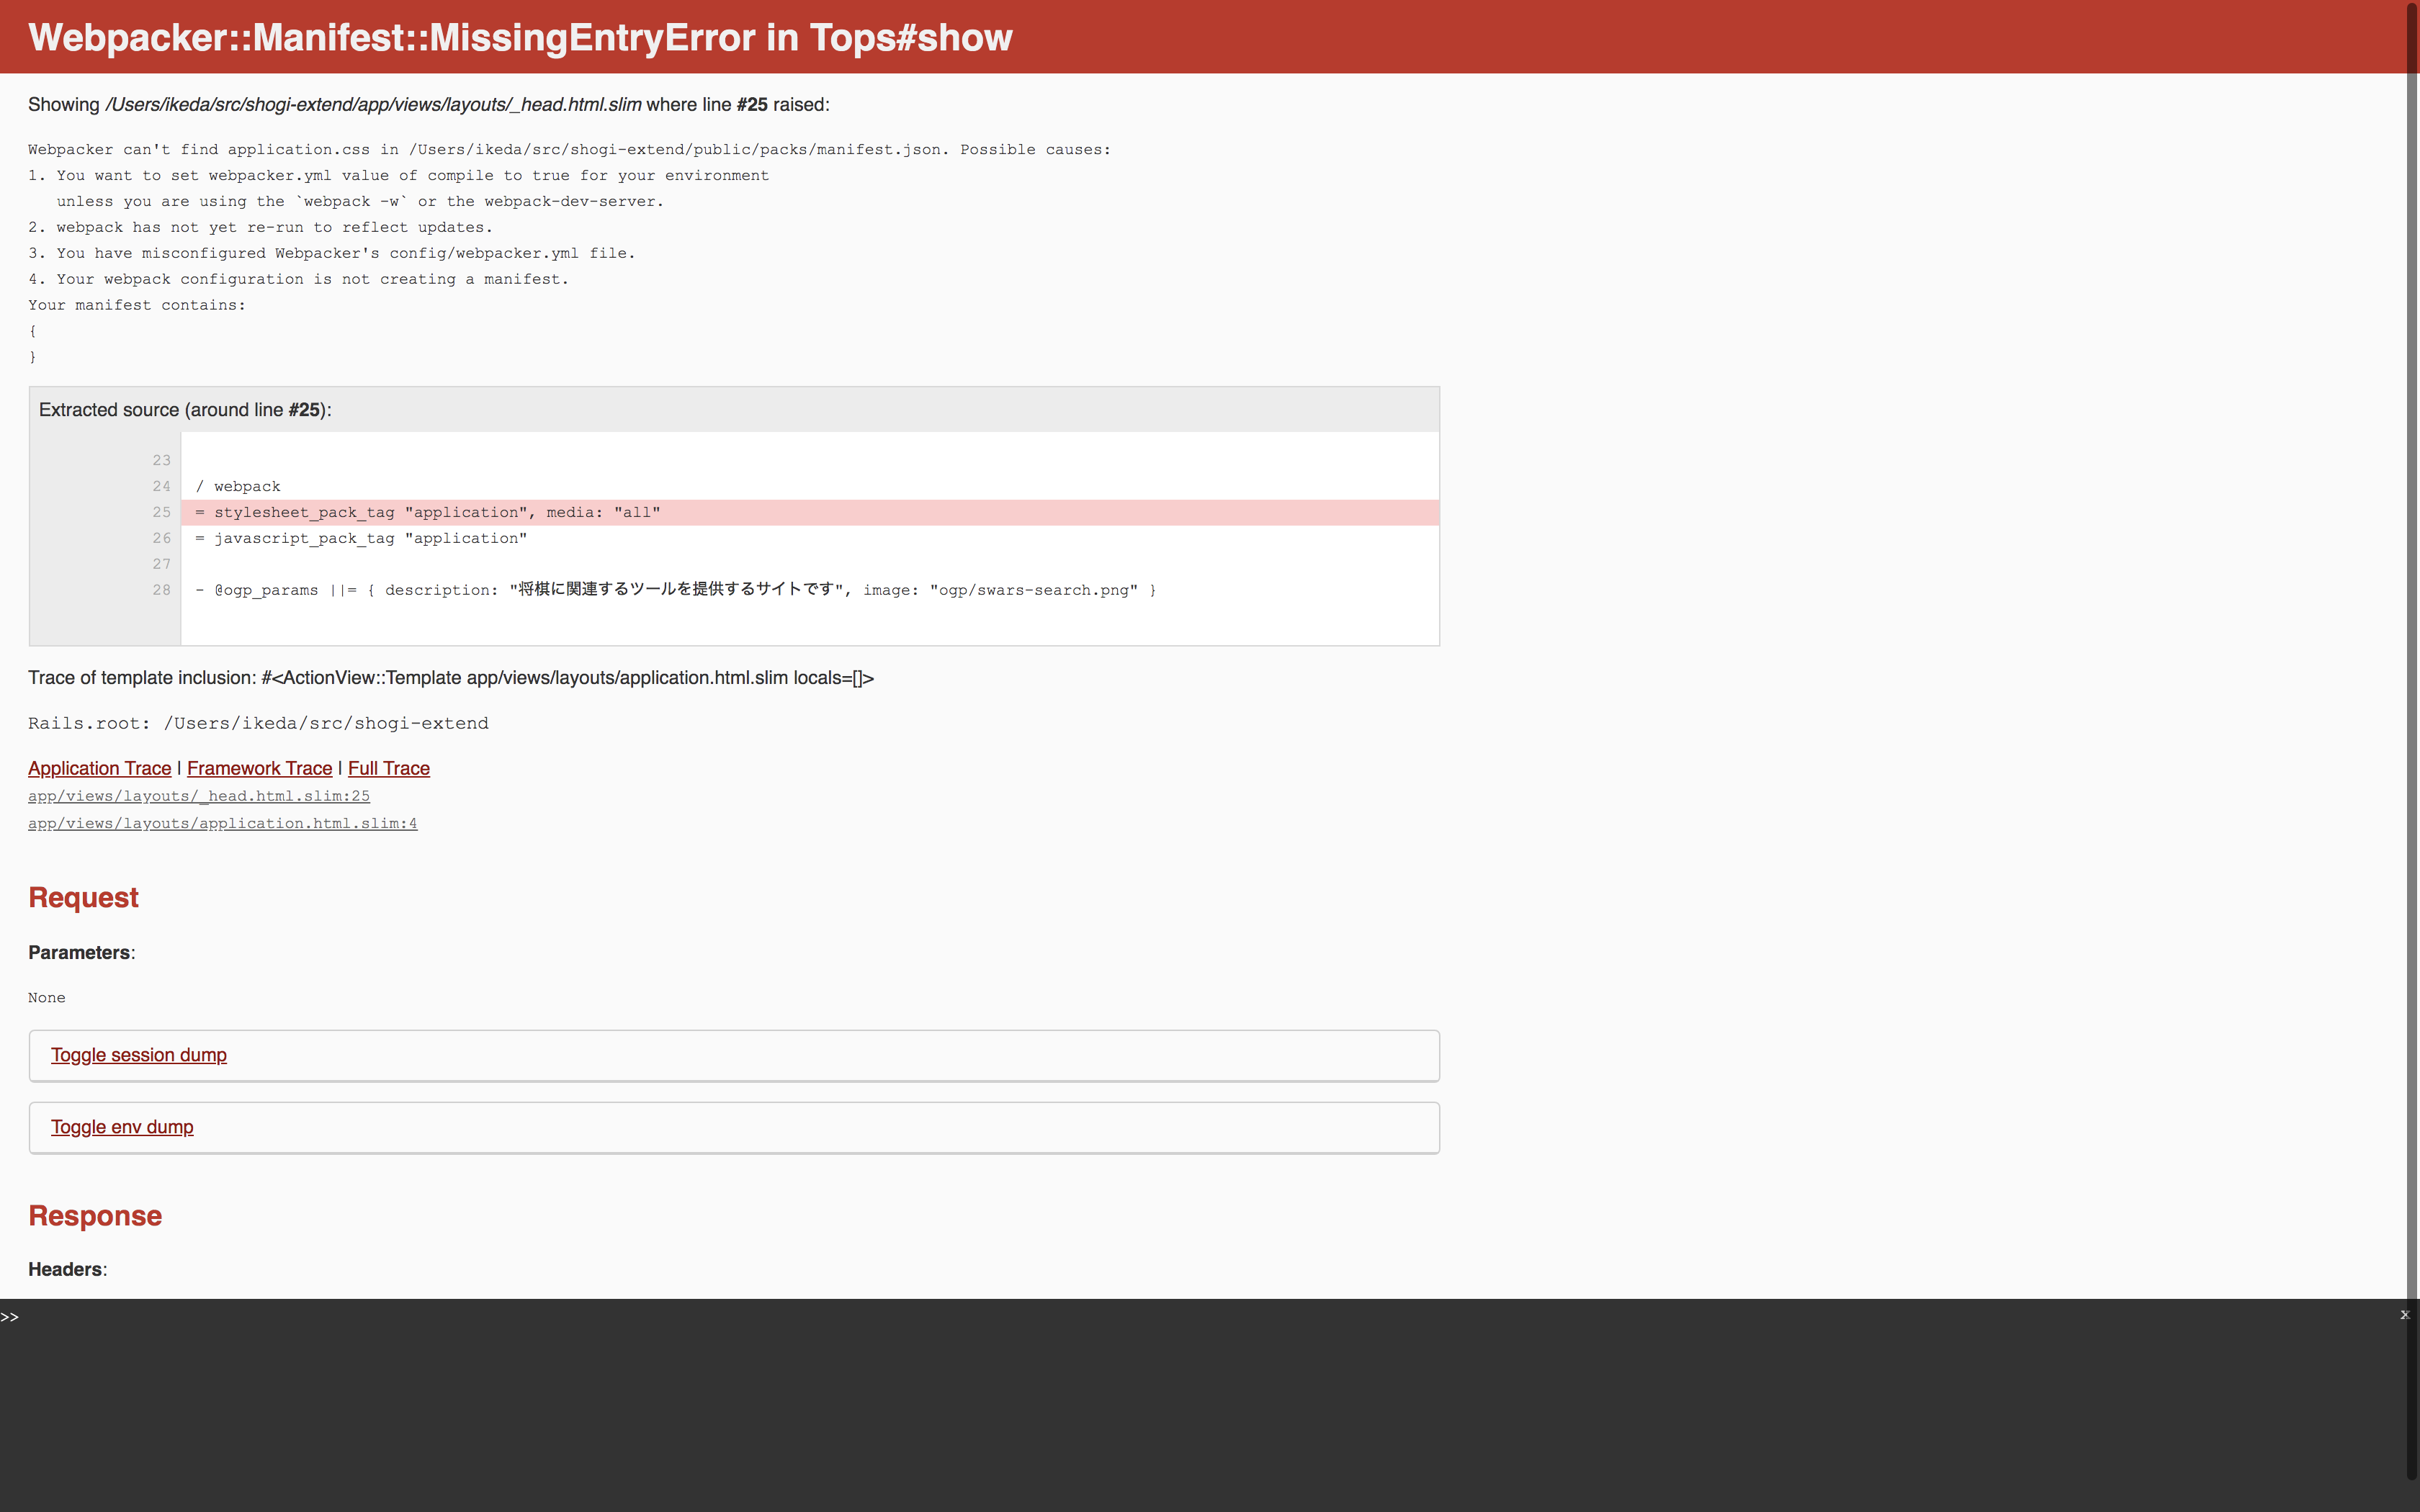 Webpacker::Manifest::MissingEntryError in Tops#show
Showing /Users/ikeda/src/shogi-extend/app/views/layouts/_head.html.slim where line #25 raised:
Webpacker can't find application.css in /Users/ikeda/src/shogi-extend/public/packs/manifest.json. Possible causes:
1. You want to set webpacker.yml value of compile to true for your environment
   unless you are using the `webpack -w` or the webpack-dev-server.
2. webpack has not yet re-run to reflect updates.
3. You have misconfigured Webpacker's config/webpacker.yml file.
4. Your webpack configuration is not creating a manifest.
Your manifest contains:
{
}
Extracted source (around line #25):
23
24 / webpack
25 = stylesheet_pack_tag "application", media: "all"
26 = javascript_pack_tag "application"
27
28 - @ogp_params ||= { description: "将棋に関連するツールを提供するサイトです", image: "ogp/swars-search.png" }
Trace of template inclusion: #<ActionView::Template app/views/layouts/application.html.slim locals=[]>
Rails.root: /Users/ikeda/src/shogi-extend
Application Trace | Framework Trace | Full Trace
app/views/layouts/_head.html.slim:25
app/views/layouts/application.html.slim:4
Request
Parameters:
None
Toggle session dump
Toggle env dump
Response
Headers:
>>
x